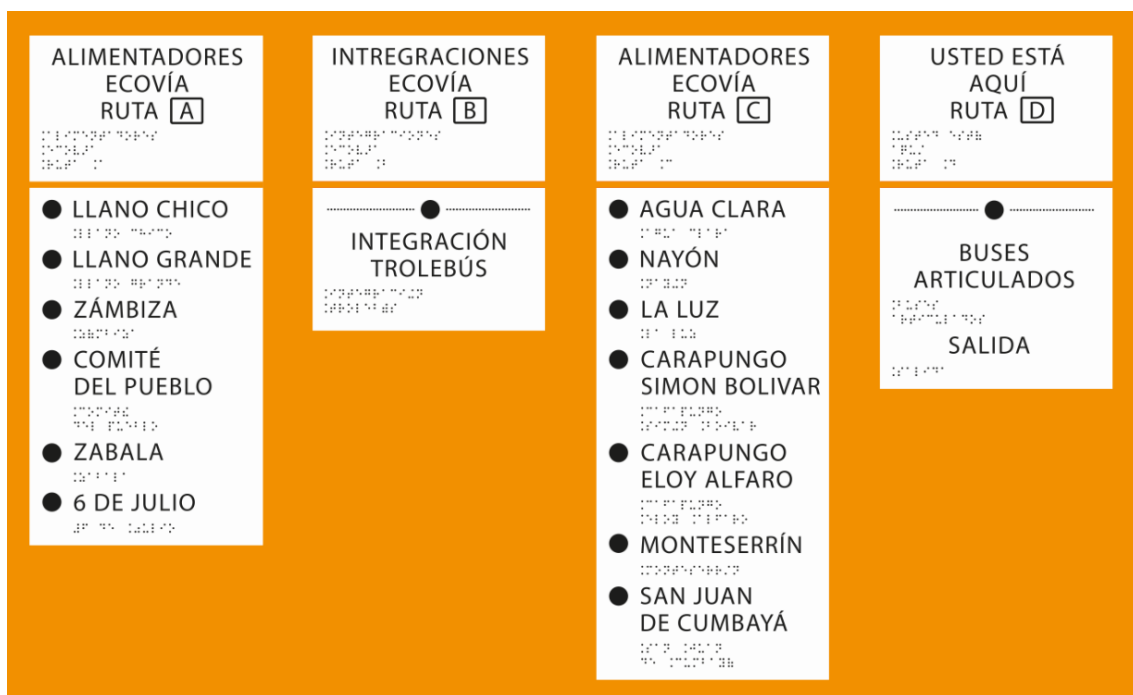 ALIMENTADORES
ECOVÍA
RUTA A
LLANO CHICO
LLANO GRANDE
ZÁMBIZA
COMITÉ
DEL PUEBLO
ZABALA
6 DE JULIO
INTREGRACIONES
ECOVÍA
RUTA B
INTEGRACIÓN
TROLEBÚS
ALIMENTADORES
ECOVÍA
RUTA C
AGUA CLARA
NAYÓN
LA LUZ
CARAPUNGO
SIMON BOLIVAR
CARAPUNGO
ELOY ALFARO
MONTESERRÍN
SAN JUAN
DE CUMBAYÁ
USTED ESTÁ
AQUÍ
RUTA D
BUSES
ARTICULADOS
SALIDA